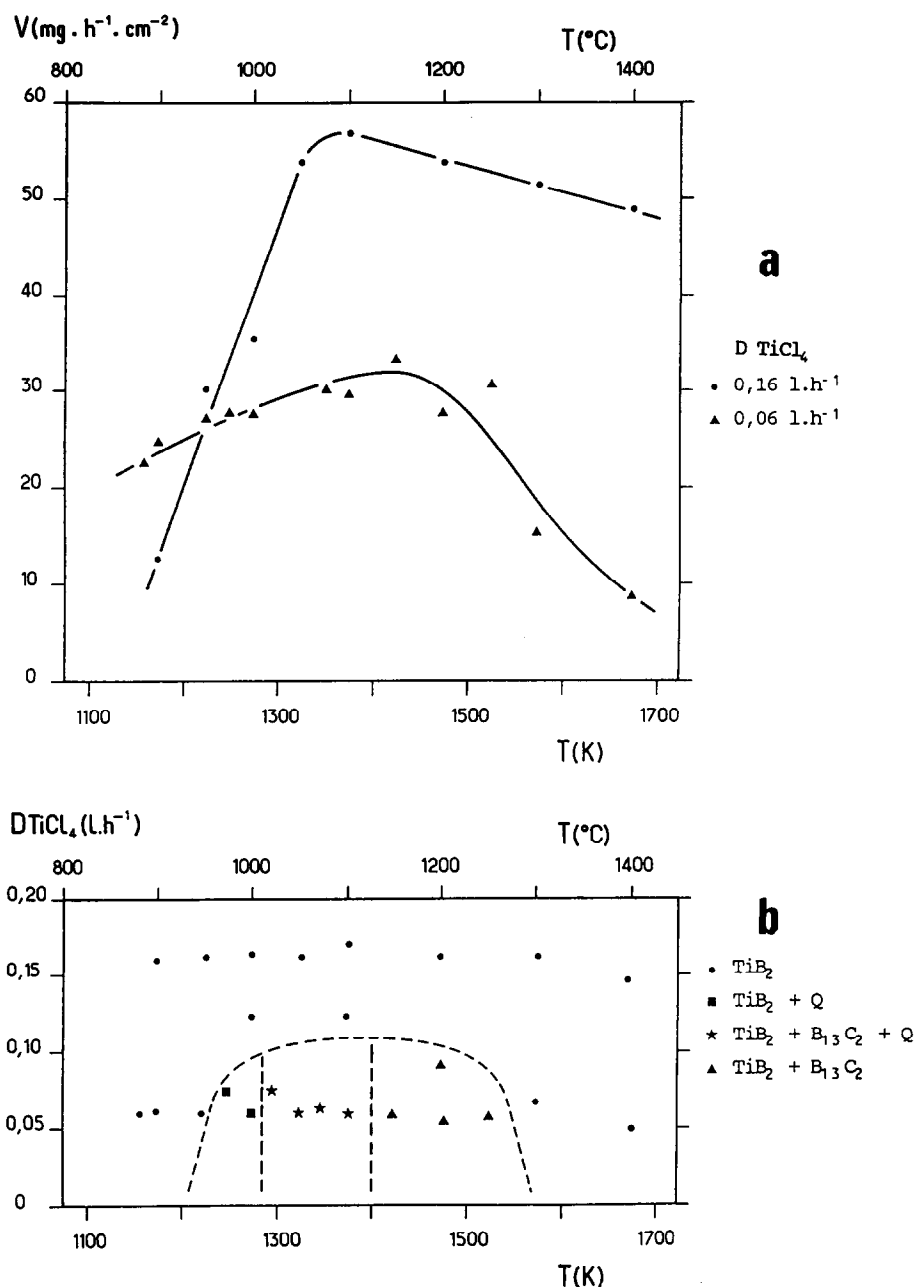 V(mg.h⁻¹.cm⁻²)
T(°C)
800 1000 1200 1400
60
50
40
30
20
10
0
1100 1300 1500 1700
T(K)
a
D TiCl₄
• 0,16 l.h⁻¹
▲ 0,06 l.h⁻¹
DTiCl₄(l.h⁻¹)
T(°C)
800 1000 1200 1400
0,20
0,15
0,10
0,05
0
1100 1300 1500 1700
T(K)
b
• TiB₂
■ TiB₂ + Q
★ TiB₂ + B₁₃C₂ + Q
▲ TiB₂ + B₁₃C₂